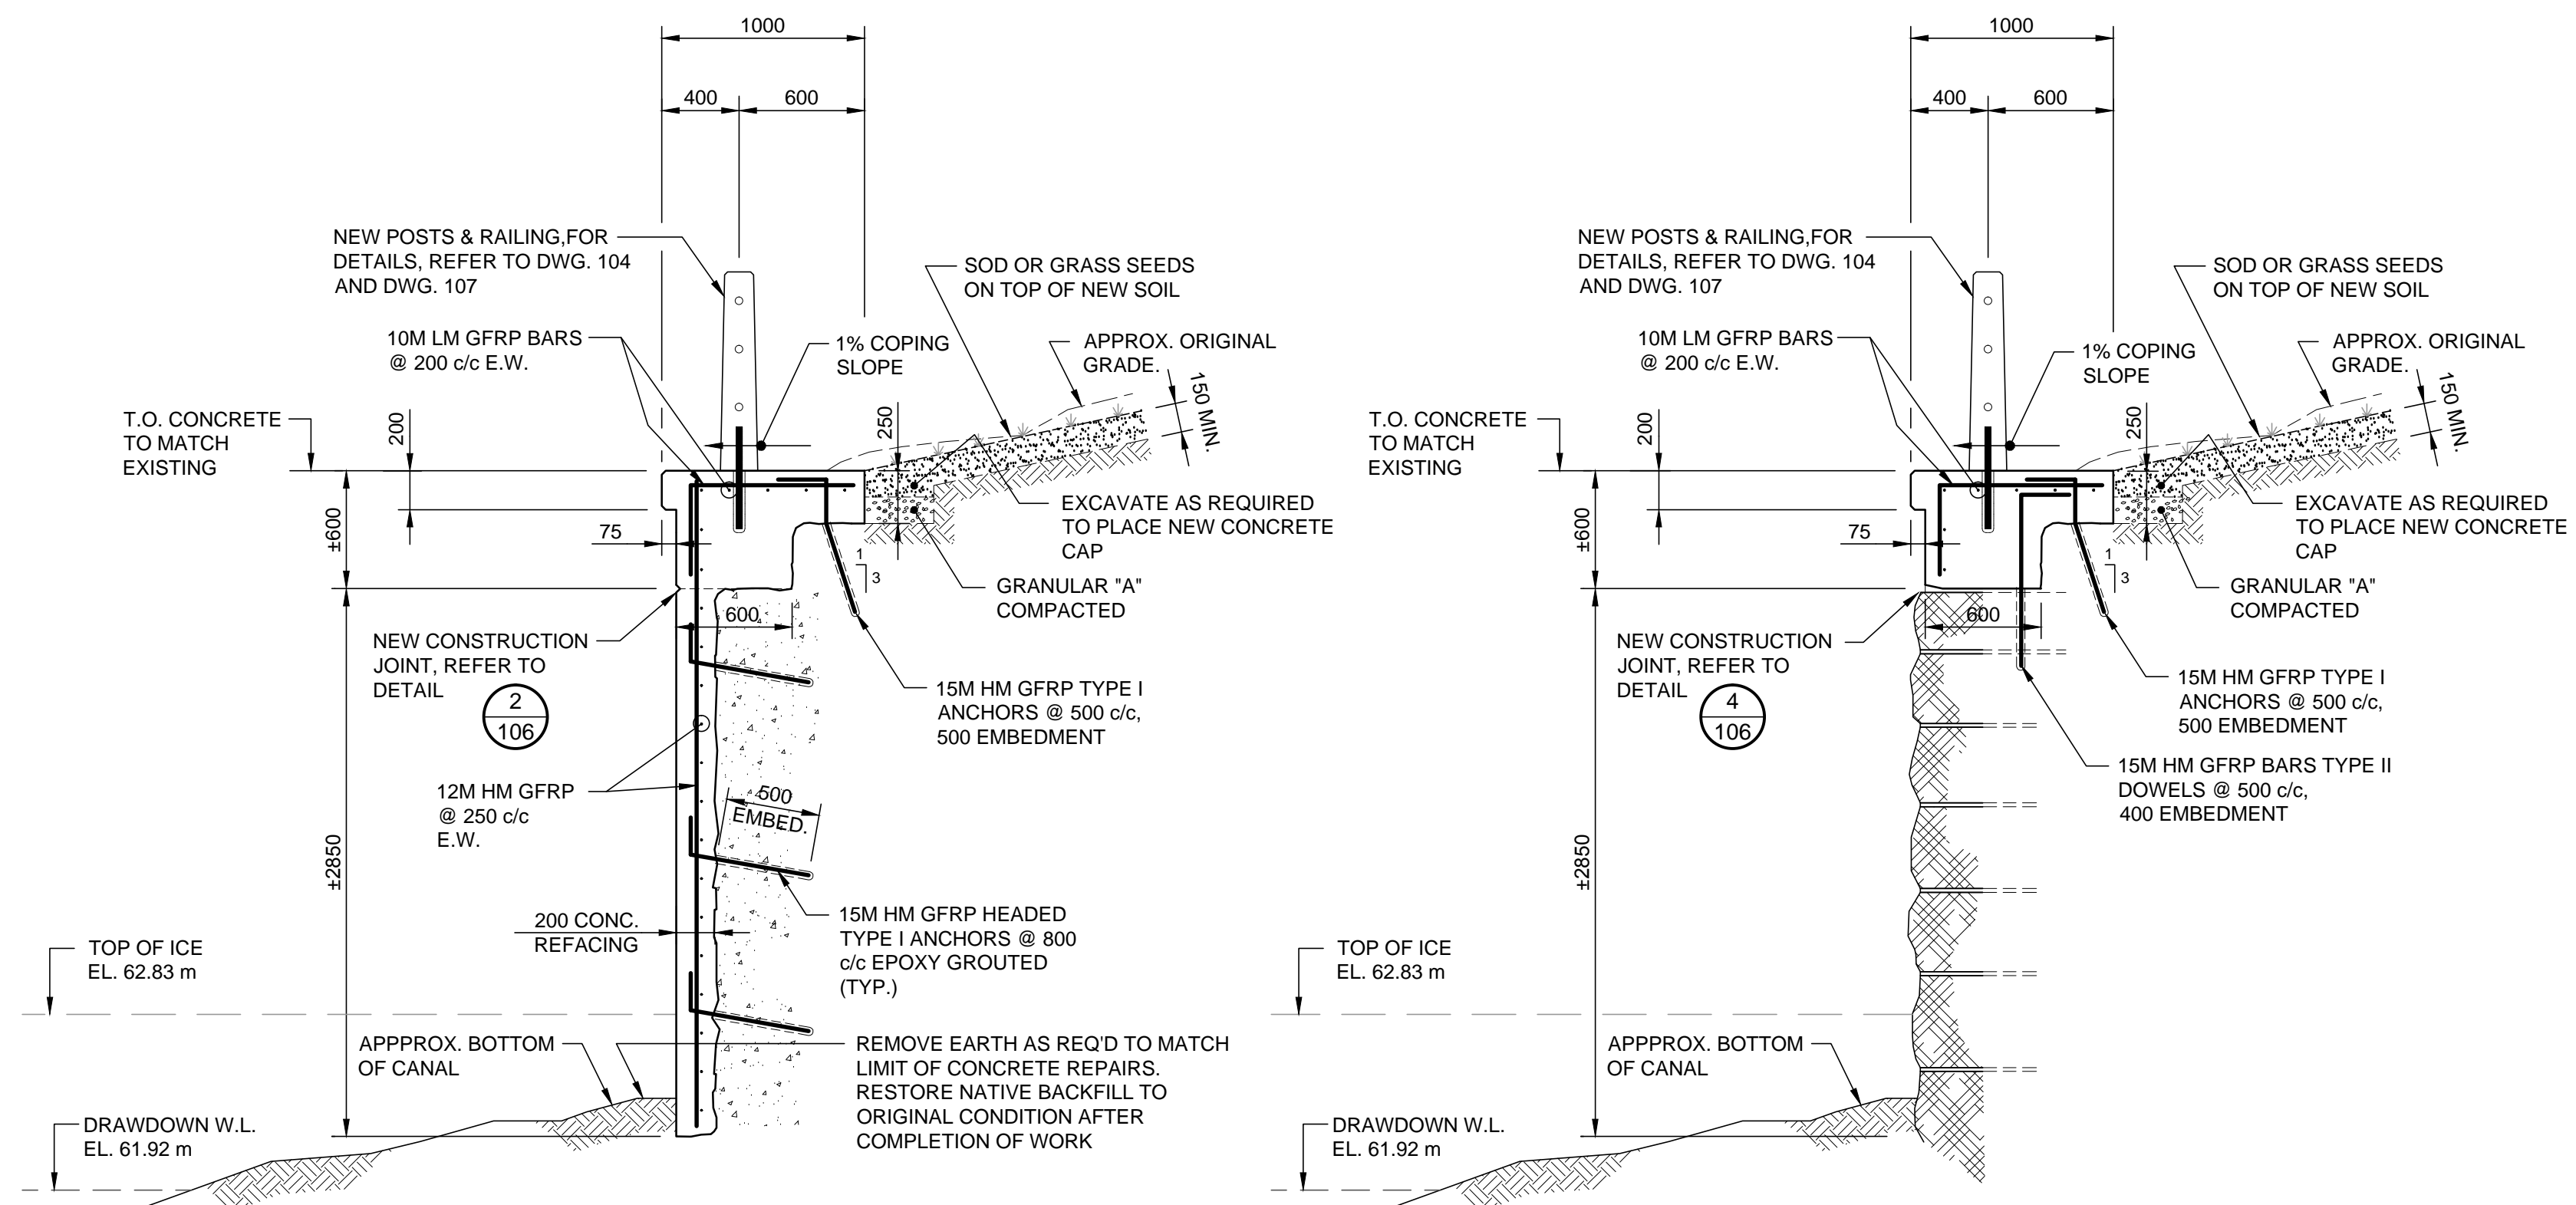 1000
400
600
NEW POSTS & RAILING,FOR
DETAILS, REFER TO DWG. 104
AND DWG. 107
SOD OR GRASS SEEDS
ON TOP OF NEW SOIL
10M LM GFRP BARS
@ 200 c/c E.W.
1% COPING
SLOPE
APPROX. ORIGINAL
GRADE.
150 MIN.
T.O. CONCRETE
TO MATCH
EXISTING
200
250
±600
75
EXCAVATE AS REQUIRED
TO PLACE NEW CONCRETE
CAP
1
3
GRANULAR "A"
COMPACTED
600
NEW CONSTRUCTION
JOINT, REFER TO
DETAIL
2
106
15M HM GFRP TYPE I
ANCHORS @ 500 c/c,
500 EMBEDMENT
12M HM GFRP
@ 250 c/c
E.W.
500
EMBED.
±2850
200 CONC.
REFACING
15M HM GFRP HEADED
TYPE I ANCHORS @ 800
c/c EPOXY GROUTED
(TYP.)
TOP OF ICE
EL. 62.83 m
APPPROX. BOTTOM
OF CANAL
REMOVE EARTH AS REQ'D TO MATCH
LIMIT OF CONCRETE REPAIRS.
RESTORE NATIVE BACKFILL TO
ORIGINAL CONDITION AFTER
COMPLETION OF WORK
DRAWDOWN W.L.
EL. 61.92 m
1000
400
600
NEW POSTS & RAILING,FOR
DETAILS, REFER TO DWG. 104
AND DWG. 107
SOD OR GRASS SEEDS
ON TOP OF NEW SOIL
10M LM GFRP BARS
@ 200 c/c E.W.
1% COPING
SLOPE
APPROX. ORIGINAL
GRADE.
150 MIN.
T.O. CONCRETE
TO MATCH
EXISTING
200
250
±600
75
EXCAVATE AS REQUIRED
TO PLACE NEW CONCRETE
CAP
1
3
GRANULAR "A"
COMPACTED
600
NEW CONSTRUCTION
JOINT, REFER TO
DETAIL
4
106
15M HM GFRP TYPE I
ANCHORS @ 500 c/c,
500 EMBEDMENT
15M HM GFRP BARS TYPE II
DOWELS @ 500 c/c,
400 EMBEDMENT
±2850
TOP OF ICE
EL. 62.83 m
APPPROX. BOTTOM
OF CANAL
DRAWDOWN W.L.
EL. 61.92 m